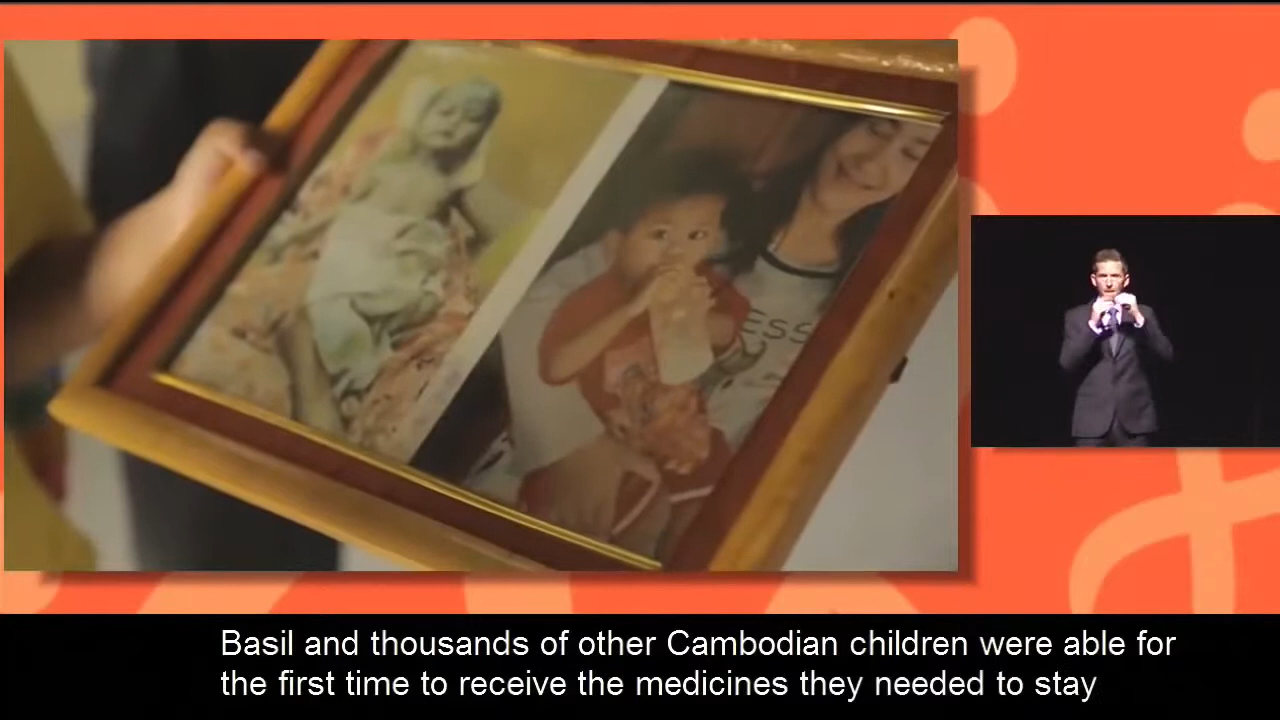 ESS
Basil and thousands of other Cambodian children were able for
the first time to receive the medicines they needed to stay